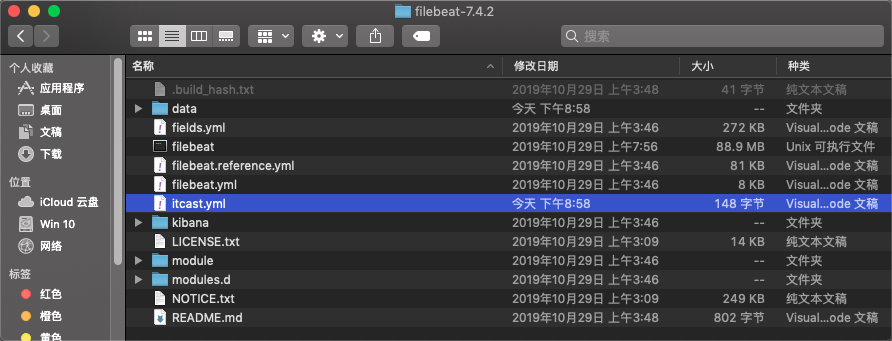 filebeat-7.4.2
搜索
个人收藏
应用程序
桌面
文稿
下载
位置
iCloud 云盘
Win 10
网络
标签
红色
橙色
黄色
名称 修改日期 大小 种类
.build_hash.txt 2019年10月29日 上午3:48 41 字节 纯文本文稿
data 今天 下午8:58 -- 文件夹
fields.yml 2019年10月29日 上午3:46 272 KB Visual...ode 文稿
filebeat 2019年10月29日 上午7:56 88.9 MB Unix 可执行文件
filebeat.reference.yml 2019年10月29日 上午3:46 81 KB Visual...ode 文稿
filebeat.yml 2019年10月29日 上午3:46 8 KB Visual...ode 文稿
itcast.yml 今天 下午8:58 148 字节 Visual...ode 文稿
kibana 2019年10月29日 上午3:46 -- 文件夹
LICENSE.txt 2019年10月29日 上午3:09 14 KB 纯文本文稿
module 2019年10月29日 上午3:46 -- 文件夹
modules.d 2019年10月29日 上午3:46 -- 文件夹
NOTICE.txt 2019年10月29日 上午3:09 249 KB 纯文本文稿
README.md 2019年10月29日 上午3:48 802 字节 Visual...ode 文稿